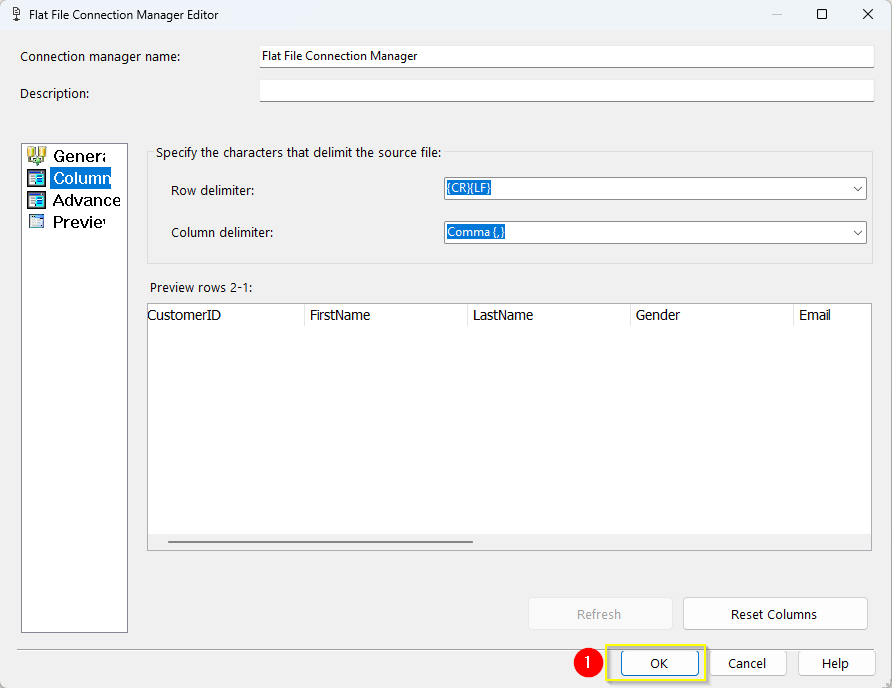 Flat File Connection Manager Editor
Connection manager name:
Flat File Connection Manager
Description:
Genera
Column
Advance
Previe
Specify the characters that delimit the source file:
Row delimiter:
{CR}{LF}
Column delimiter:
Comma {,}
Preview rows 2-1:
CustomerID FirstName LastName Gender Email
Refresh
Reset Columns
1
OK
Cancel
Help